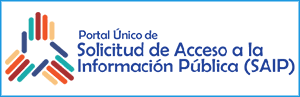 Portal Único de
Solicitud de Acceso a la
Información Pública (SAIP)